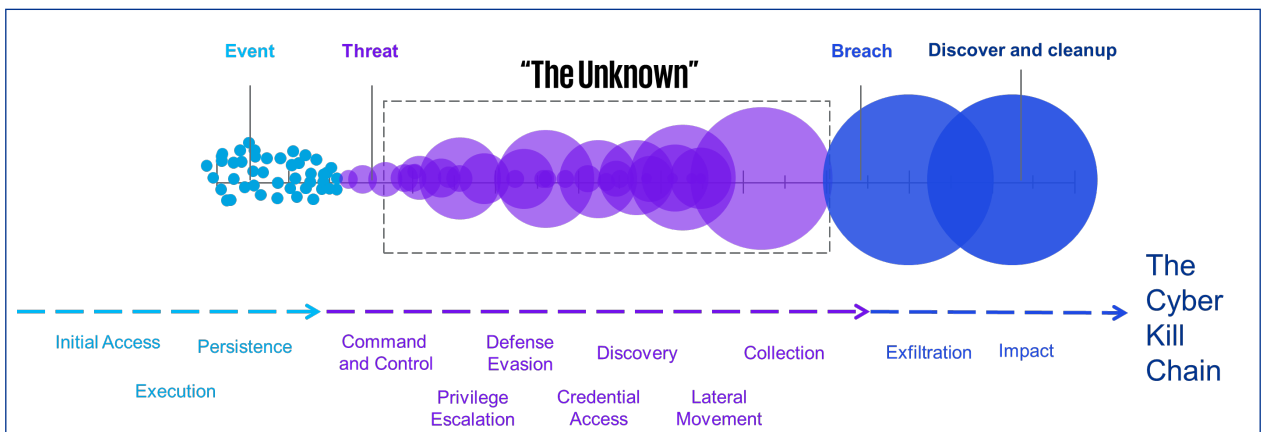 Event
Threat
“The Unknown”
Breach
Discover and cleanup
The
Cyber
Kill
Chain
Initial Access
Persistence
Execution
Command
and Control
Privilege
Escalation
Defense
Evasion
Credential
Access
Discovery
Lateral
Movement
Collection
Exfiltration
Impact